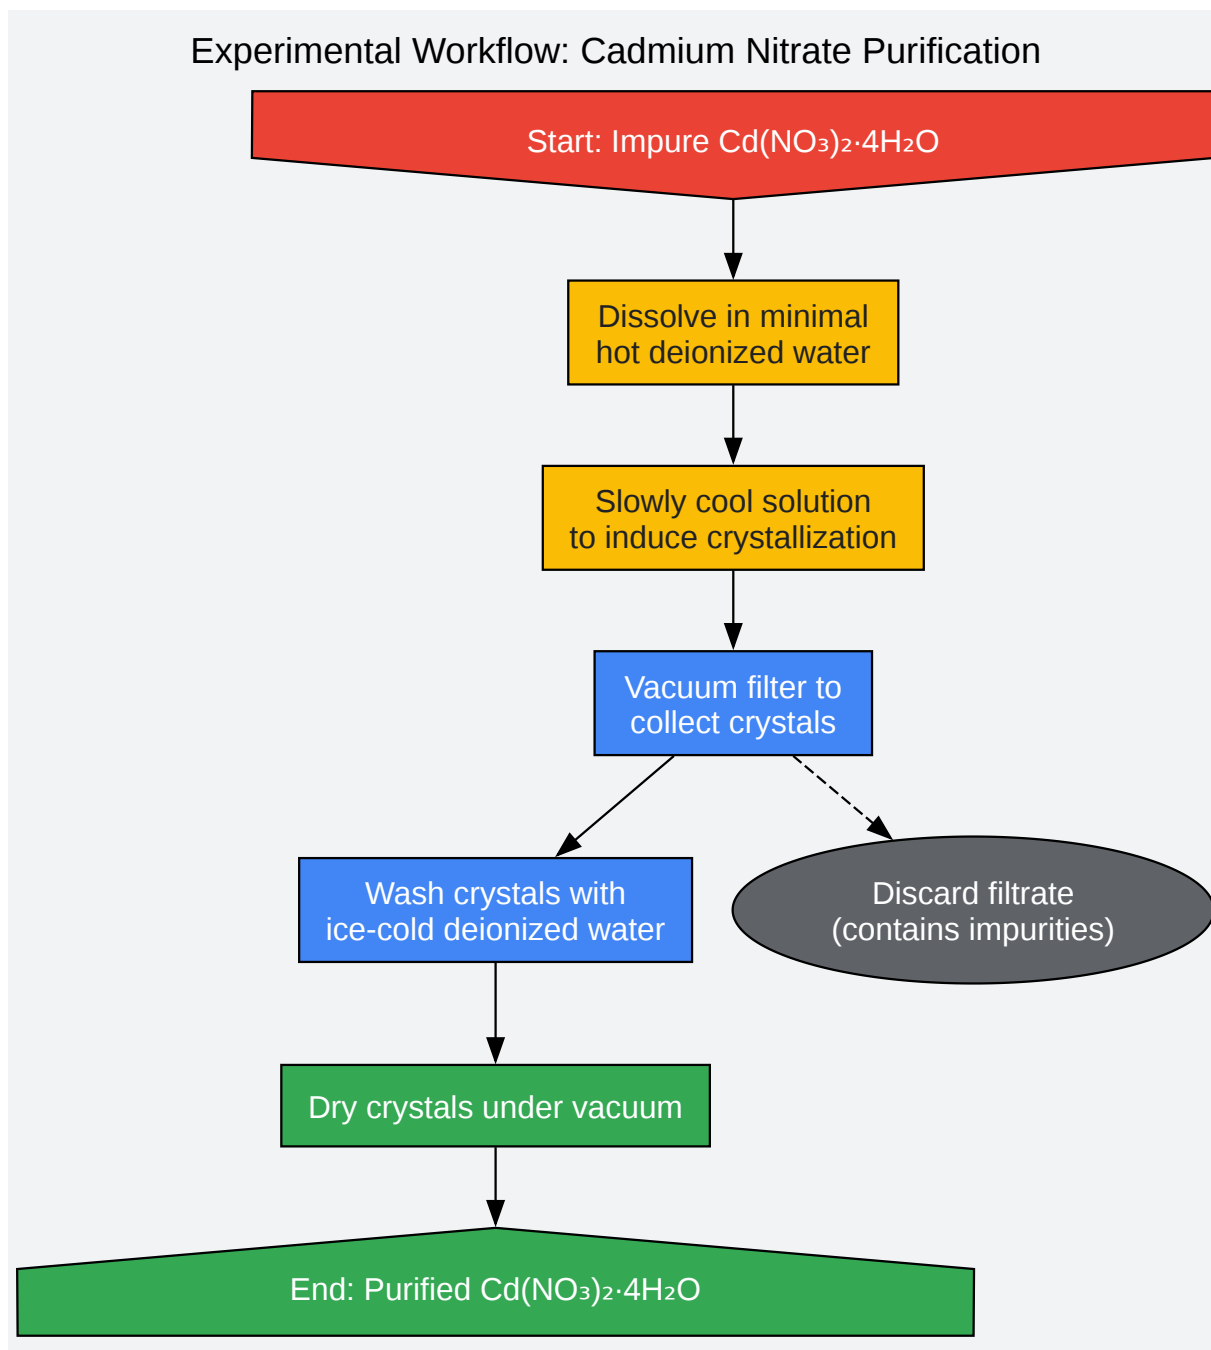 Experimental Workflow: Cadmium Nitrate Purification
Start: Impure Cd(NO₃)₂·4H₂O
Dissolve in minimal
hot deionized water
Slowly cool solution
to induce crystallization
Vacuum filter to
collect crystals
Wash crystals with
ice-cold deionized water
Discard filtrate
(contains impurities)
Dry crystals under vacuum
End: Purified Cd(NO₃)₂·4H₂O